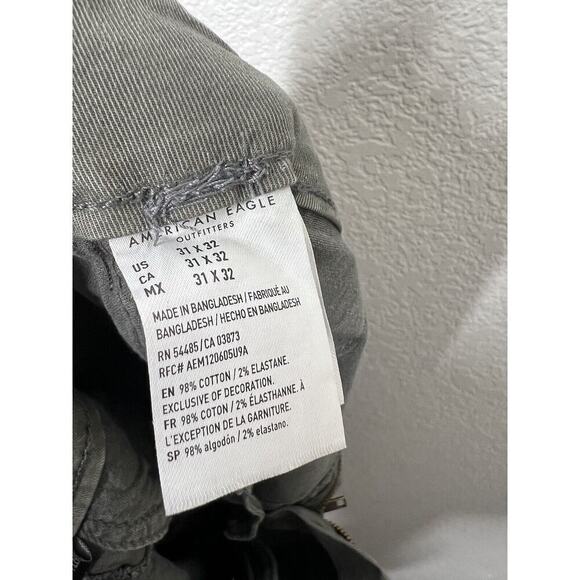 AMERICAN EAGLE
OUTFITTERS
US 31 X 32
CA 31 X 32
MX 31 X 32
MADE IN BANGLADESH / FABRIQUÉ AU
BANGLADESH / HECHO EN BANGLADESH
RN 54485 / CA 03873
RFC# AEM120605U9A
EN 98% COTTON / 2% ELASTANE.
EXCLUSIVE OF DECORATION.
FR 98% COTON / 2% ÉLASTHANNE. À
L'EXCEPTION DE LA GARNITURE.
SP 98% algodón / 2% elastano.